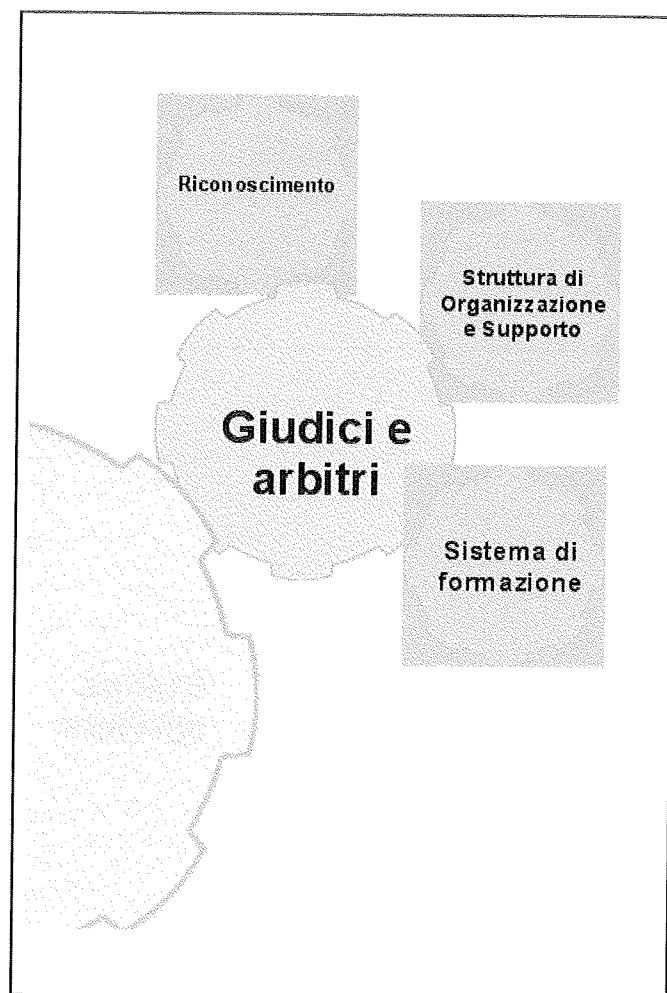 Riconoscimento
Struttura di
Organizzazione
e Supporto
Giudici e
arbitri
Sistema di
formazione